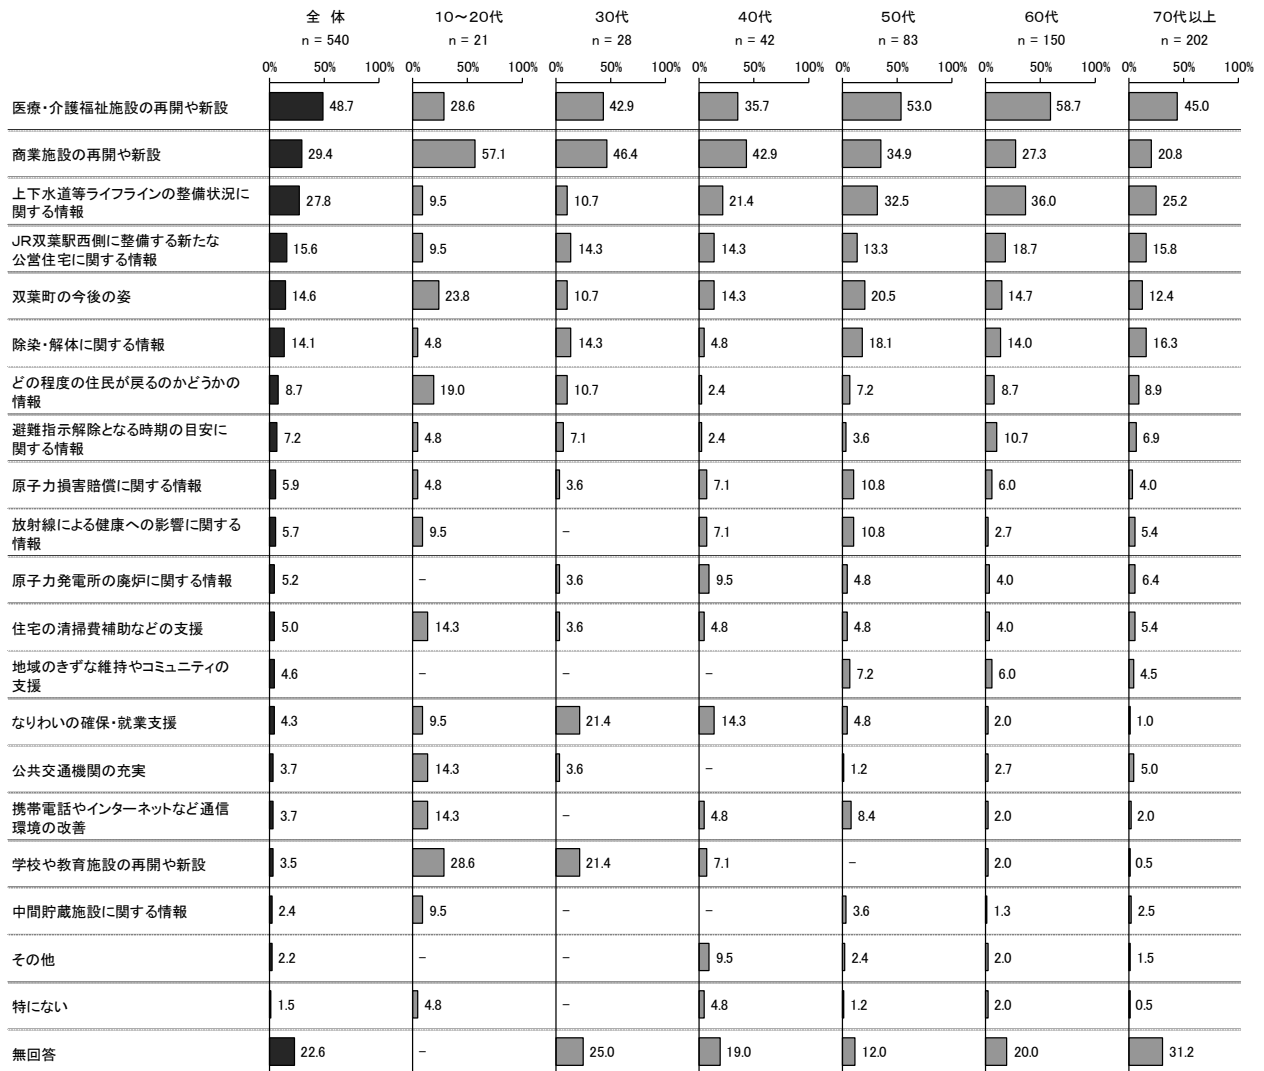 全 体 10～20代 30代 40代 50代 60代 70代以上
n = 540 n = 21 n = 28 n = 42 n = 83 n = 150 n = 202
0% 50% 100% 0% 50% 100% 0% 50% 100% 0% 50% 100% 0% 50% 100% 0% 50% 100% 0% 50% 100%
医療・介護福祉施設の再開や新設 48.7 28.6 42.9 35.7 53.0 58.7 45.0
商業施設の再開や新設 29.4 57.1 46.4 42.9 34.9 27.3 20.8
上下水道等ライフラインの整備状況に
関する情報 27.8 9.5 10.7 21.4 32.5 36.0 25.2
JR双葉駅西側に整備する新たな
公営住宅に関する情報 15.6 9.5 14.3 14.3 13.3 18.7 15.8
双葉町の今後の姿 14.6 23.8 10.7 14.3 20.5 14.7 12.4
除染・解体に関する情報 14.1 4.8 14.3 4.8 18.1 14.0 16.3
どの程度の住民が戻るのかどうかの
情報 8.7 19.0 10.7 2.4 7.2 8.7 8.9
避難指示解除となる時期の目安に
関する情報 7.2 4.8 7.1 2.4 3.6 10.7 6.9
原子力損害賠償に関する情報 5.9 4.8 3.6 7.1 10.8 6.0 4.0
放射線による健康への影響に関する
情報 5.7 9.5 － 7.1 10.8 2.7 5.4
原子力発電所の廃炉に関する情報 5.2 － 3.6 9.5 4.8 4.0 6.4
住宅の清掃費補助などの支援 5.0 14.3 3.6 4.8 4.8 4.0 5.4
地域のきずな維持やコミュニティの
支援 4.6 － － － 7.2 6.0 4.5
なりわいの確保・就業支援 4.3 9.5 21.4 14.3 4.8 2.0 1.0
公共交通機関の充実 3.7 14.3 3.6 － 1.2 2.7 5.0
携帯電話やインターネットなど通信
環境の改善 3.7 14.3 － 4.8 8.4 2.0 2.0
学校や教育施設の再開や新設 3.5 28.6 21.4 7.1 － 2.0 0.5
中間貯蔵施設に関する情報 2.4 9.5 － － 3.6 1.3 2.5
その他 2.2 － － 9.5 2.4 2.0 1.5
特にない 1.5 4.8 － 4.8 1.2 2.0 0.5
無回答 22.6 － 25.0 19.0 12.0 20.0 31.2